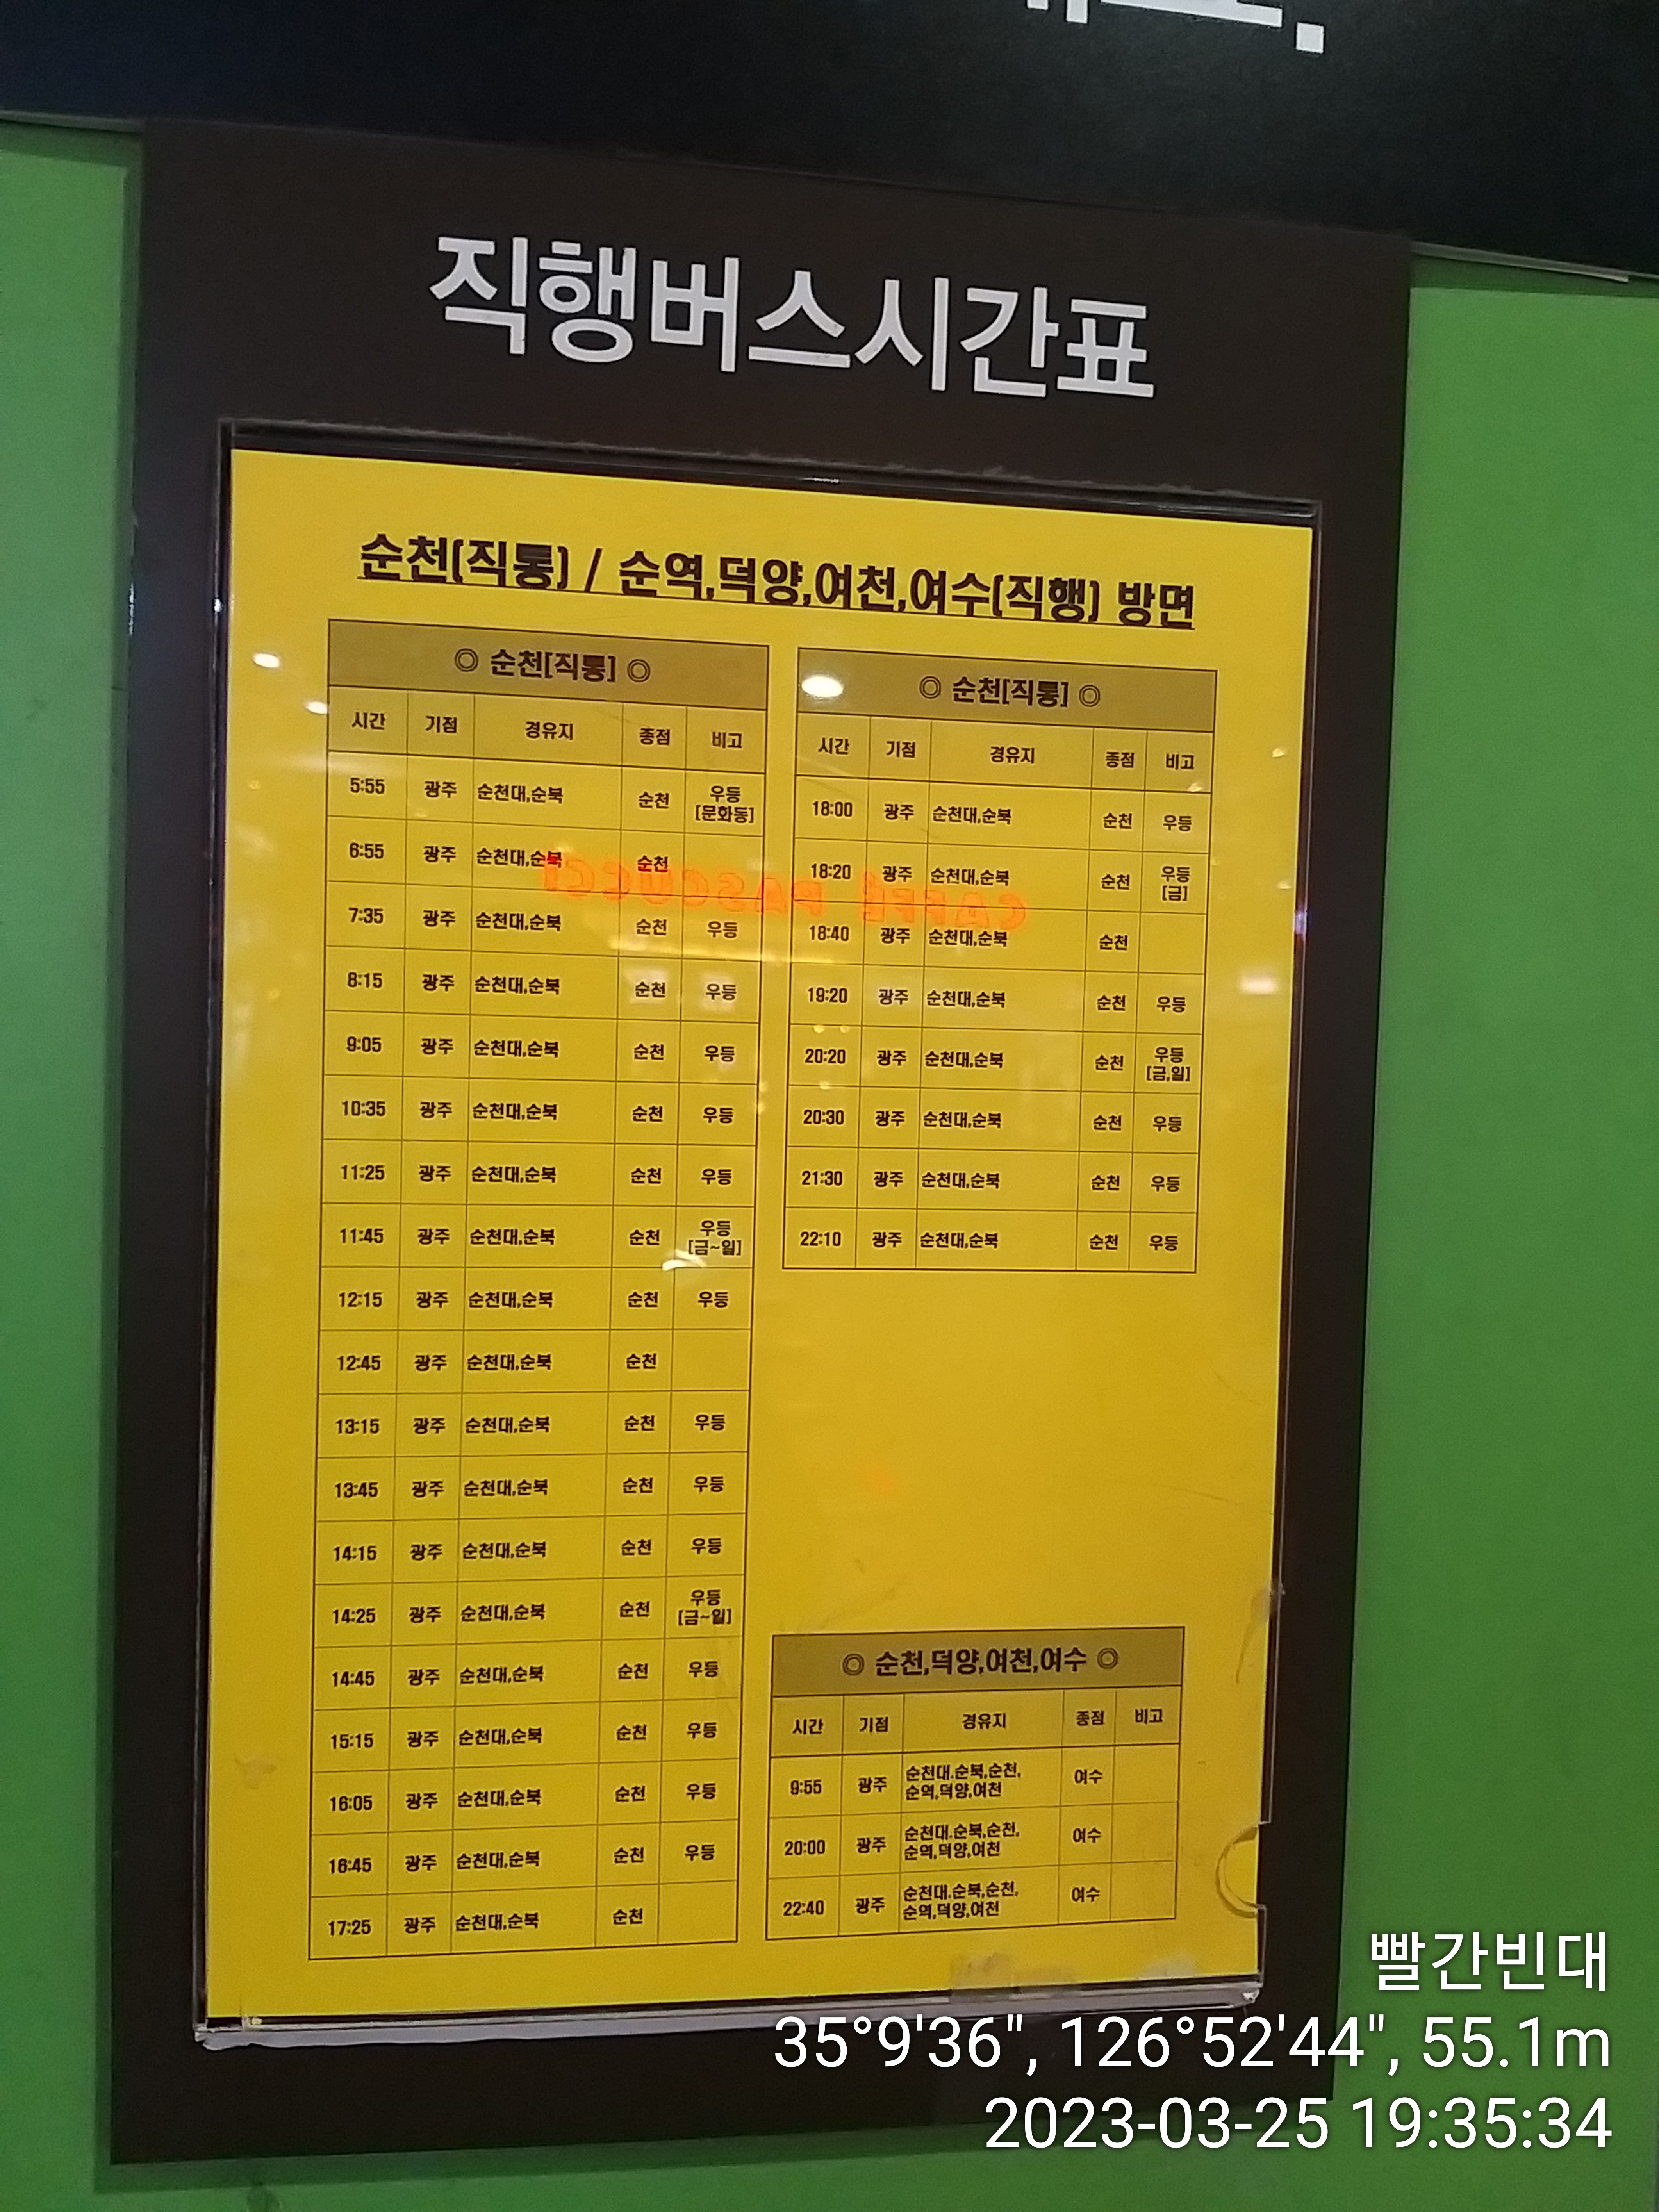 직행버스시간표
순천(직통) / 순역,덕양,여천,여수(직행) 방면
◎ 순천[직통] ◎
시간 기점 경유지 종점 비고
5:55 광주 순천대,순북 순천 우등 [문화동]
6:55 광주 순천대,순북 순천
7:35 광주 순천대,순북 순천 우등
8:15 광주 순천대,순북 순천 우등
9:05 광주 순천대,순북 순천 우등
10:35 광주 순천대,순북 순천 우등
11:25 광주 순천대,순북 순천 우등
11:45 광주 순천대,순북 순천 우등 [금~일]
12:15 광주 순천대,순북 순천 우등
12:45 광주 순천대,순북 순천
13:15 광주 순천대,순북 순천 우등
13:45 광주 순천대,순북 순천 우등
14:15 광주 순천대,순북 순천 우등
14:25 광주 순천대,순북 순천 우등 [금~일]
14:45 광주 순천대,순북 순천 우등
15:15 광주 순천대,순북 순천 우등
16:05 광주 순천대,순북 순천 우등
16:45 광주 순천대,순북 순천 우등
17:25 광주 순천대,순북 순천
◎ 순천[직통] ◎
시간 기점 경유지 종점 비고
18:00 광주 순천대,순북 순천 우등
18:20 광주 순천대,순북 순천 우등 [금]
18:40 광주 순천대,순북 순천
19:20 광주 순천대,순북 순천 우등
20:20 광주 순천대,순북 순천 우등 [금,일]
20:30 광주 순천대,순북 순천 우등
21:30 광주 순천대,순북 순천 우등
22:10 광주 순천대,순북 순천 우등
◎ 순천,덕양,여천,여수 ◎
시간 기점 경유지 종점 비고
9:55 광주 순천대.순북,순천, 순역,덕양,여천 여수
20:00 광주 순천대.순북,순천, 순역,덕양,여천 여수
22:40 광주 순천대.순북,순천, 순역,덕양,여천 여수
CAFFÉ PASCUCCI
빨간빈대
35°9'36", 126°52'44", 55.1m
2023-03-25 19:35:34